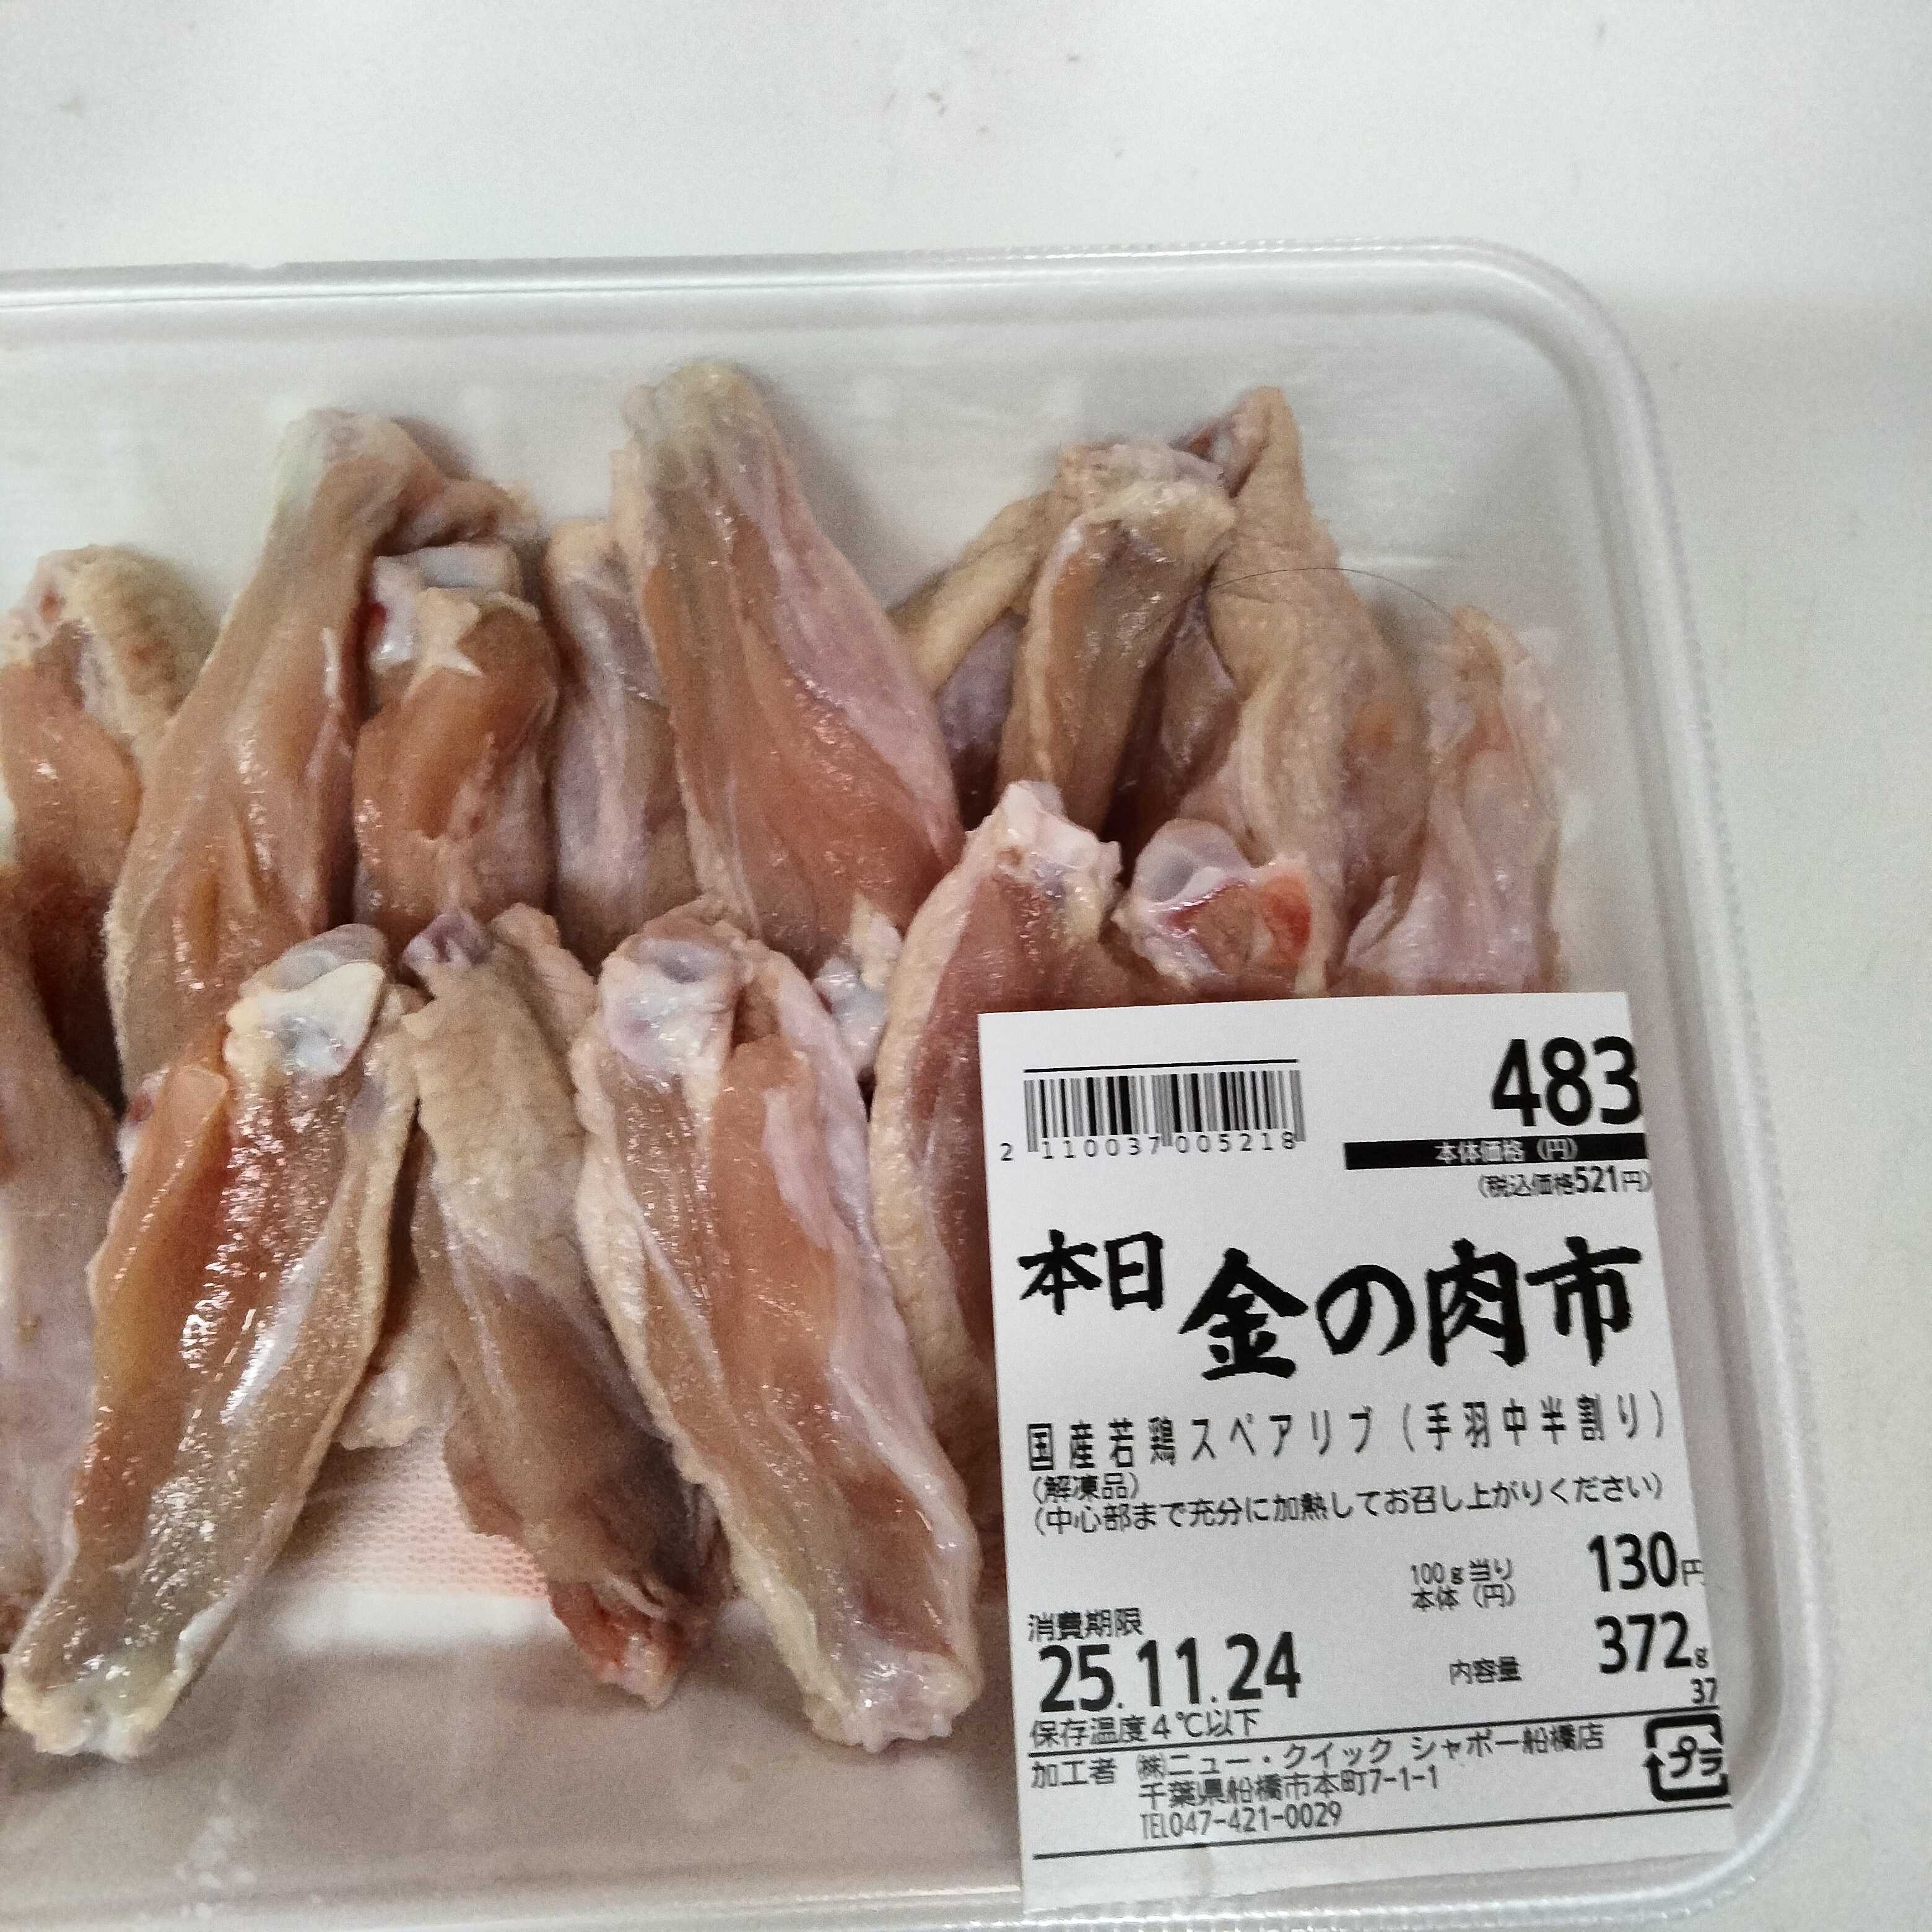 483
2 110037 005218
本体価格 (円)
(税込価格521円)
本日 金の肉市
国産若鶏スペアリブ(手羽中半割り)
(解凍品)
(中心部まで充分に加熱してお召し上がりください)
100g当り
本体 (円)
130円
消費期限
25.11.24
内容量 372g
37
保存温度4℃以下
加工者 ㈱ニュー・クイック シャポー船橋店
千葉県船橋市本町7-1-1
TEL047-421-0029
プラ